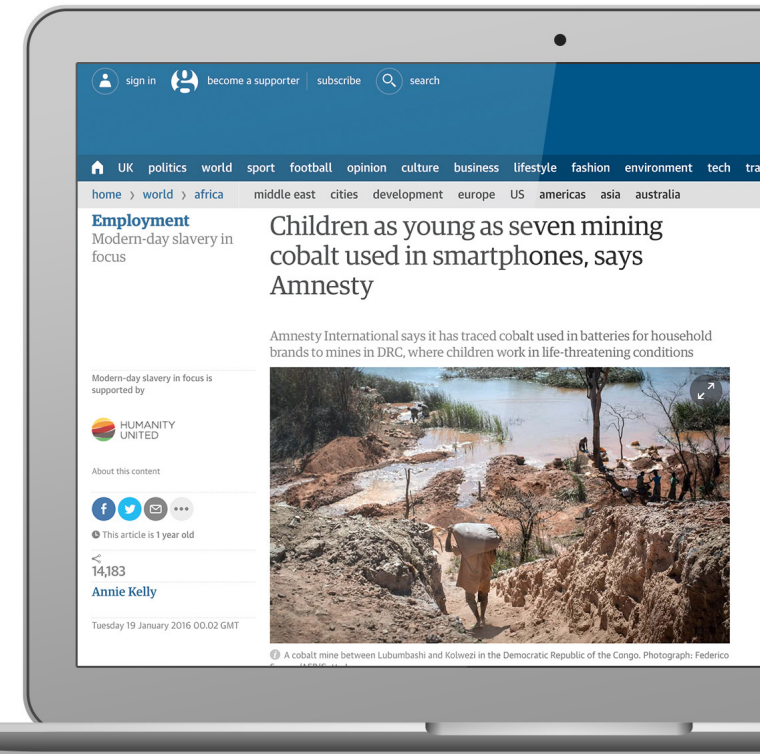 sign in
become a supporter
subscribe
search
UK politics world sport football opinion culture business lifestyle fashion environment tech
home › world › africa middle east cities development europe US americas asia australia
Employment
Modern-day slavery in
focus
Children as young as seven mining
cobalt used in smartphones, says
Amnesty
Amnesty International says it has traced cobalt used in batteries for household
brands to mines in DRC, where children work in life-threatening conditions
Modern-day slavery in focus is
supported by
HUMANITY
UNITED
About this content
This article is 1 year old
14,183
Annie Kelly
Tuesday 19 January 2016 00.02 GMT
A cobalt mine between Lubumbashi and Kolwezi in the Democratic Republic of the Congo. Photograph: Federico